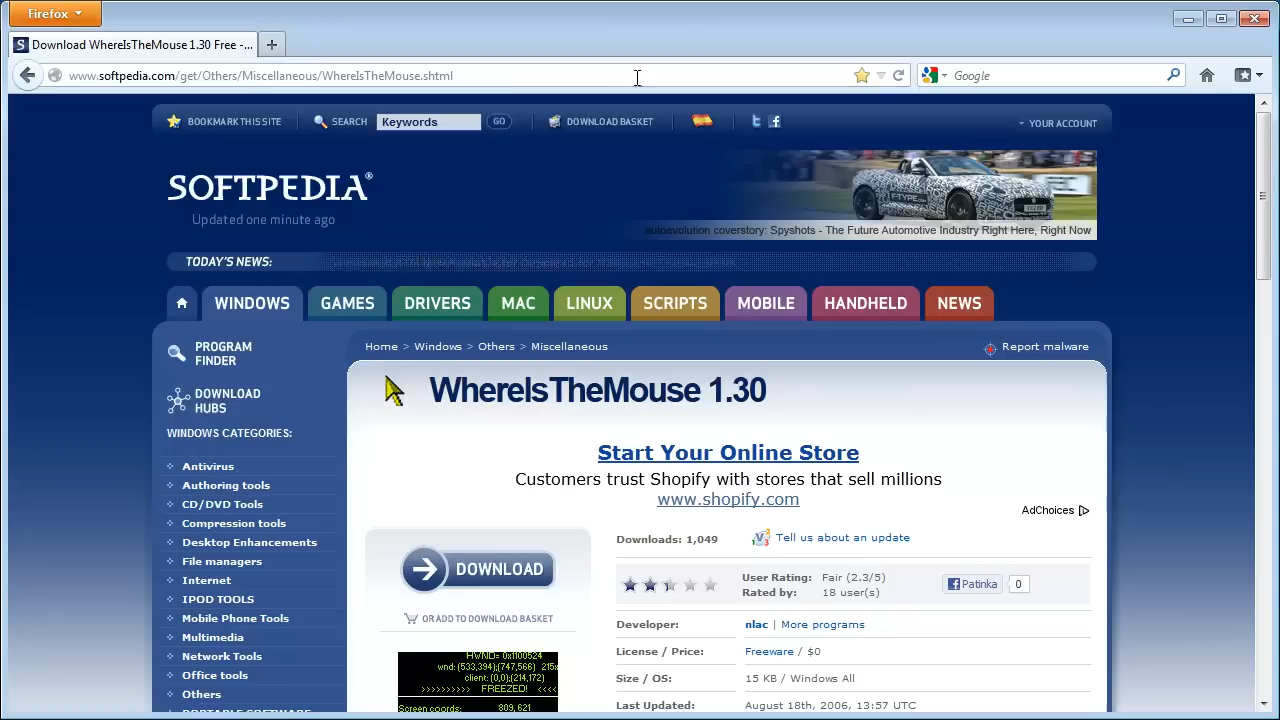 Firefox
Download WhereIsTheMouse 1.30 Free -...
www.softpedia.com/get/Others/Miscellaneous/WhereIsTheMouse.shtml
Google
BOOKMARK THIS SITE
SEARCH
Keywords
GO
DOWNLOAD BASKET
YOUR ACCOUNT
SOFTPEDIA®
Updated one minute ago
autoevolution coverstory: Spyshots - The Future Automotive Industry Right Here, Right Now
TODAY'S NEWS:
WINDOWS
GAMES
DRIVERS
MAC
LINUX
SCRIPTS
MOBILE
HANDHELD
NEWS
PROGRAM
FINDER
DOWNLOAD
HUBS
WINDOWS CATEGORIES:
Antivirus
Authoring tools
CD/DVD Tools
Compression tools
Desktop Enhancements
File managers
Internet
IPOD TOOLS
Mobile Phone Tools
Multimedia
Network Tools
Office tools
Others
PORTABLE SOFTWARE
Home > Windows > Others > Miscellaneous
Report malware
WhereIsTheMouse 1.30
Start Your Online Store
Customers trust Shopify with stores that sell millions
www.shopify.com
AdChoices
DOWNLOAD
OR ADD TO DOWNLOAD BASKET
HWND= 0x1100524
wnd: (533,394);(747,566) 215x
client: (0,0);(214,172)
>>>>>>>>>> FREEZED! <<<<
Screen coords: 809, 621
Downloads: 1,049
Tell us about an update
User Rating: Fair (2.3/5)
Rated by: 18 user(s)
Patinka
0
Developer: nlac | More programs
License / Price: Freeware / $0
Size / OS: 15 KB / Windows All
Last Updated: August 18th, 2006, 13:57 UTC